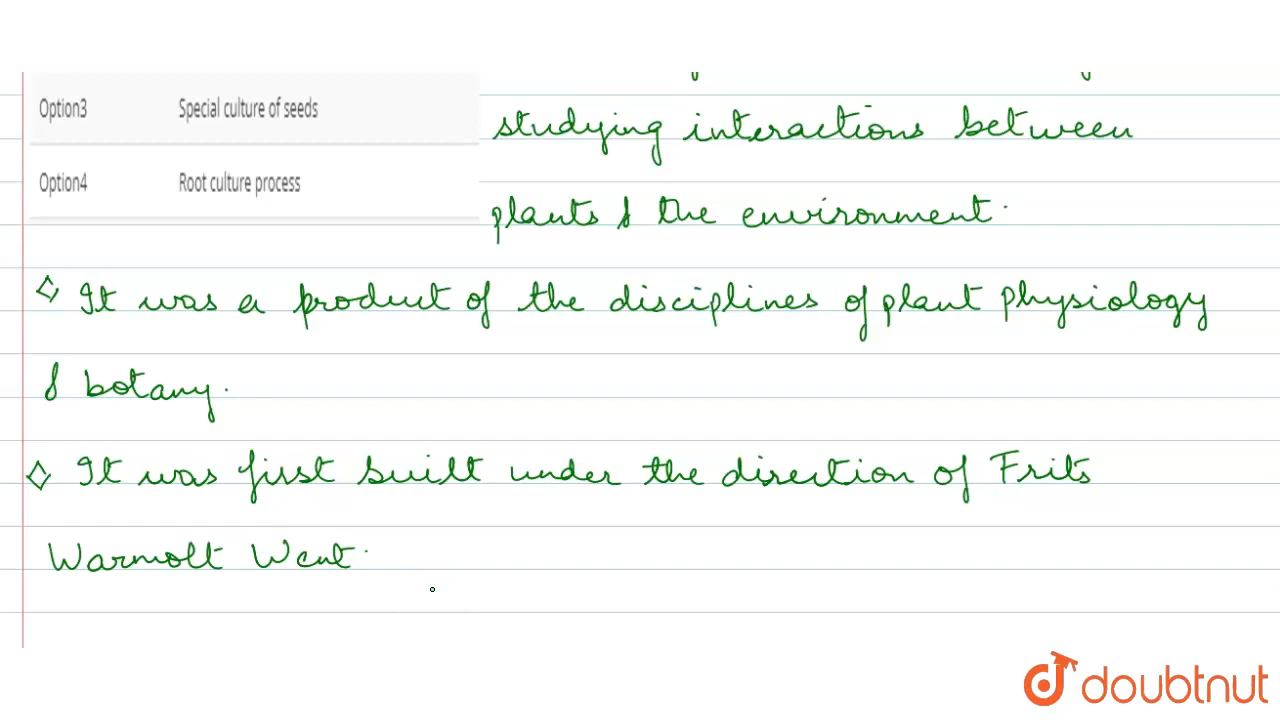 Option3 Special culture of seeds
studying interactions between
Option4 Root culture process
plants & the environment.
◇ It was a product of the disciplines of plant physiology
& botany.
◇ It was first built under the direction of Frits
Warmolt Went.
doubtnut